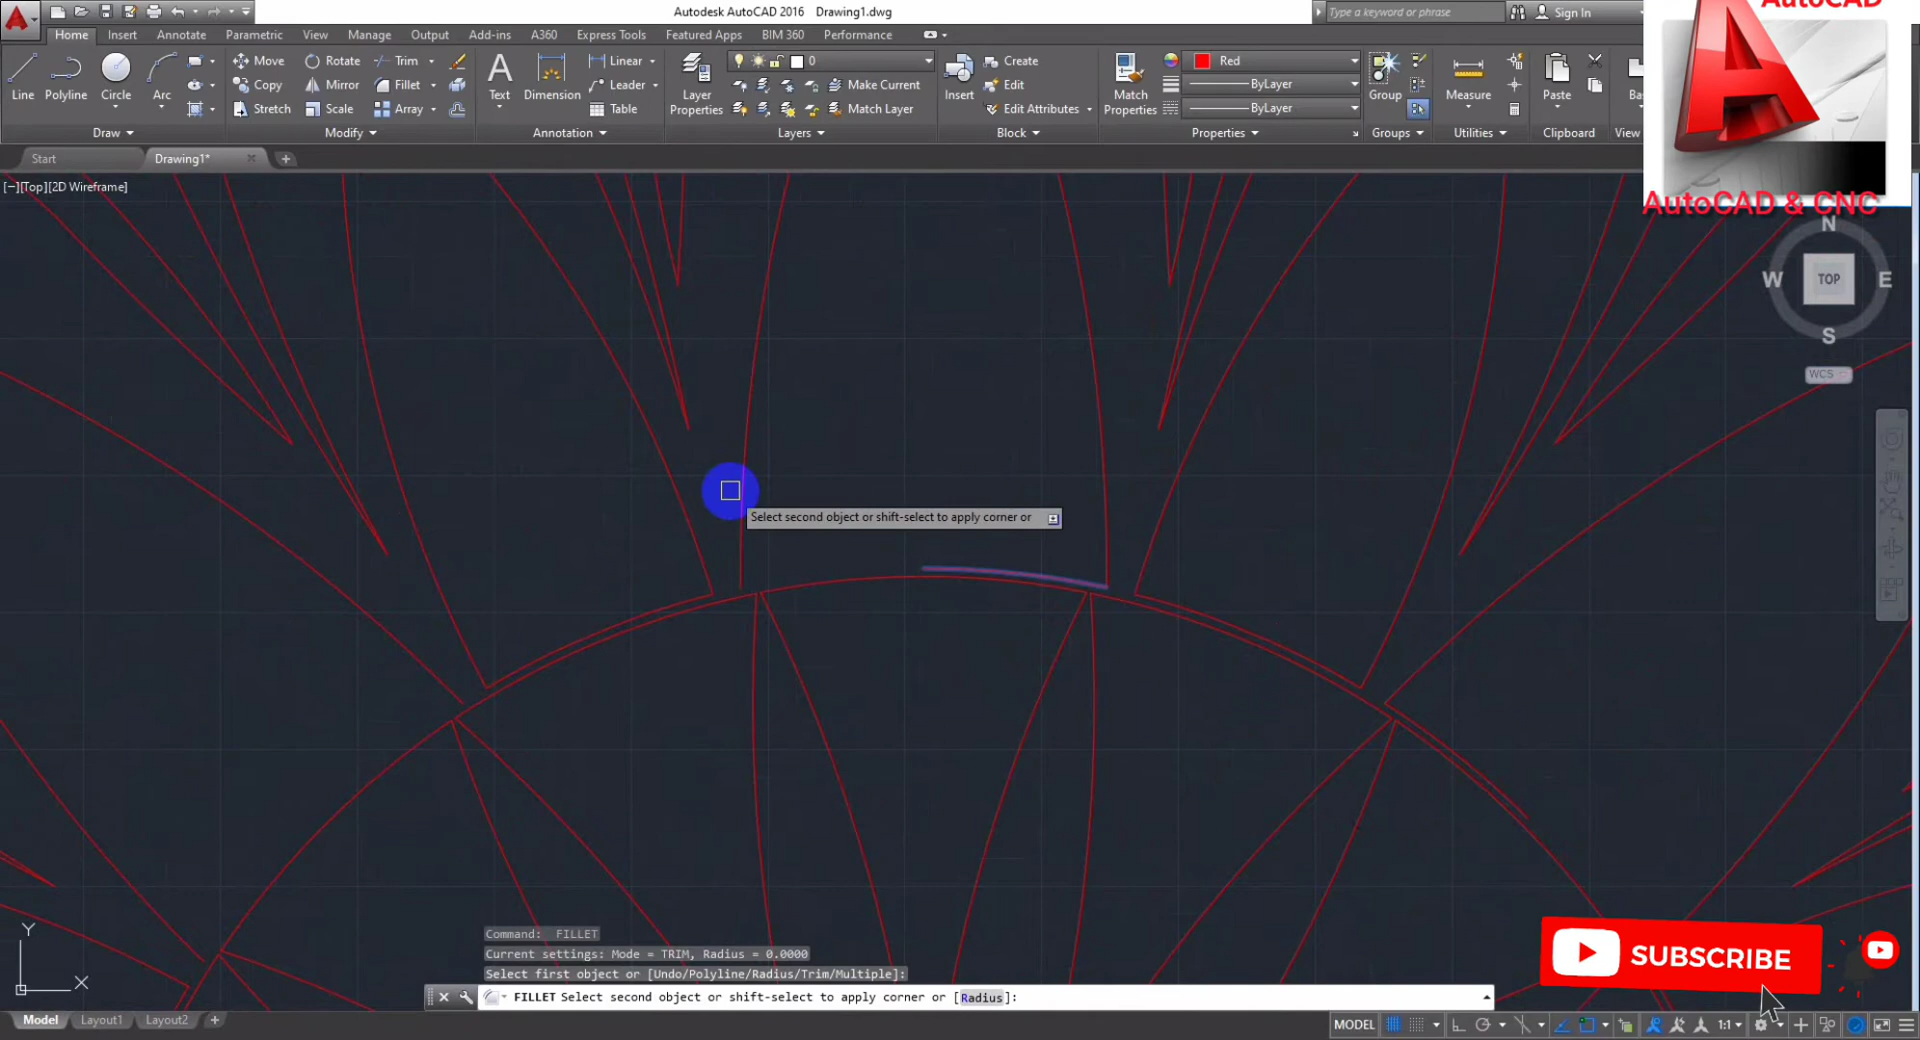 Autodesk AutoCAD 2016 Drawing1.dwg
Type a keyword or phrase
Sign In
AutoCAD
Home Insert Annotate Parametric View Manage Output Add-ins A360 Express Tools Featured Apps BIM 360 Performance
Line Polyline Circle Arc
Move Rotate Trim
Copy Mirror Fillet
Stretch Scale Array
Text Dimension
Linear
Leader
Table
Layer Properties
0
Make Current
Match Layer
Insert
Create
Edit
Edit Attributes
Match Properties
Red
ByLayer
ByLayer
Group
Measure
Paste
Draw Modify Annotation Layers Block Properties Groups Utilities Clipboard View
Start Drawing1*
[−][Top][2D Wireframe]
AutoCAD & CNC
N
W TOP E
S
WCS
Select second object or shift-select to apply corner or
Y
X
Command: FILLET
Current settings: Mode = TRIM, Radius = 0.0000
Select first object or [Undo/Polyline/Radius/Trim/Multiple]:
FILLET Select second object or shift-select to apply corner or [Radius]:
SUBSCRIBE
Model Layout1 Layout2
MODEL 1:1